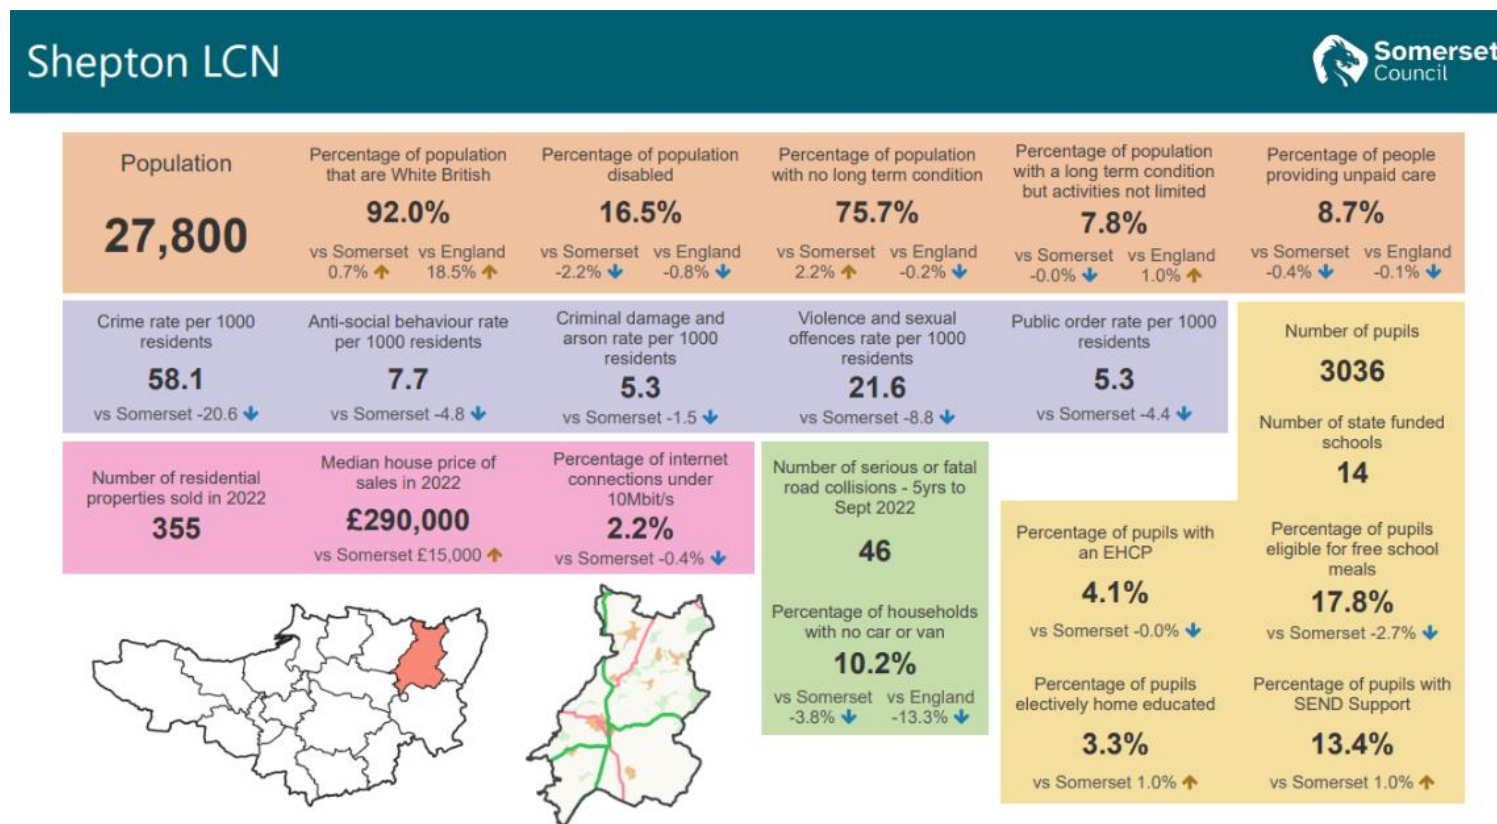 Shepton LCN
Somerset
Council
Population
27,800
Percentage of population
that are White British
92.0%
vs Somerset vs England
0.7% 18.5%
Percentage of population
disabled
16.5%
vs Somerset vs England
-2.2% -0.8%
Percentage of population
with no long term condition
75.7%
vs Somerset vs England
2.2% -0.2%
Percentage of population
with a long term condition
but activities not limited
7.8%
vs Somerset vs England
-0.0% 1.0%
Percentage of people
providing unpaid care
8.7%
vs Somerset vs England
-0.4% -0.1%
Crime rate per 1000
residents
58.1
vs Somerset -20.6
Anti-social behaviour rate
per 1000 residents
7.7
vs Somerset -4.8
Criminal damage and
arson rate per 1000
residents
5.3
vs Somerset -1.5
Violence and sexual
offences rate per 1000
residents
21.6
vs Somerset -8.8
Public order rate per 1000
residents
5.3
vs Somerset -4.4
Number of pupils
3036
Number of state funded
schools
14
Number of residential
properties sold in 2022
355
Median house price of
sales in 2022
£290,000
vs Somerset £15,000
Percentage of internet
connections under
10Mbit/s
2.2%
vs Somerset -0.4%
Number of serious or fatal
road collisions - 5yrs to
Sept 2022
46
Percentage of households
with no car or van
10.2%
vs Somerset vs England
-3.8% -13.3%
Percentage of pupils with
an EHCP
4.1%
vs Somerset -0.0%
Percentage of pupils
eligible for free school
meals
17.8%
vs Somerset -2.7%
Percentage of pupils
electively home educated
3.3%
vs Somerset 1.0%
Percentage of pupils with
SEND Support
13.4%
vs Somerset 1.0%